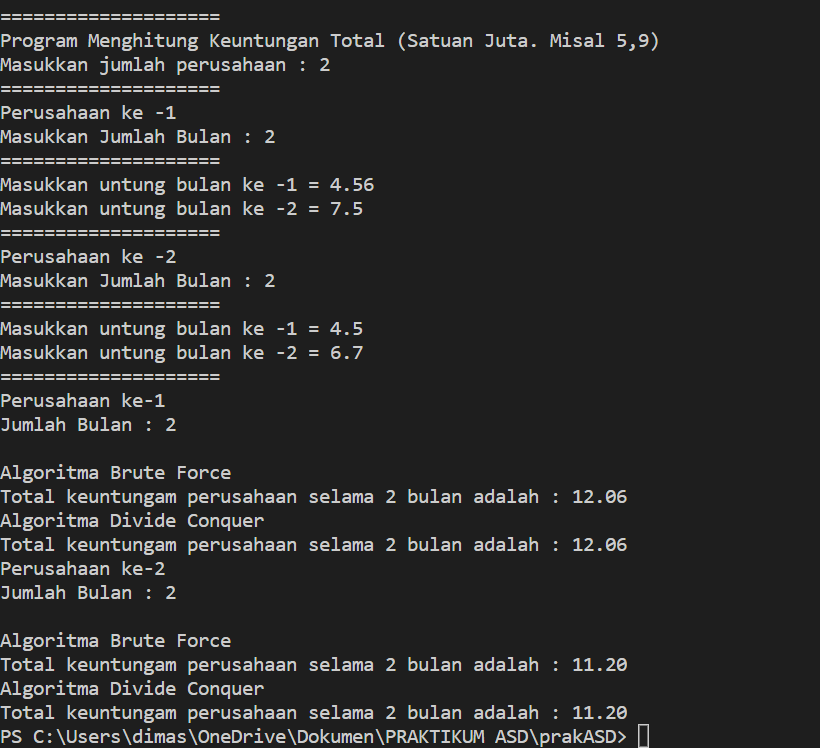 ====================
Program Menghitung Keuntungan Total (Satuan Juta. Misal 5,9)
Masukkan jumlah perusahaan : 2
====================
Perusahaan ke -1
Masukkan Jumlah Bulan : 2
====================
Masukkan untung bulan ke -1 = 4.56
Masukkan untung bulan ke -2 = 7.5
====================
Perusahaan ke -2
Masukkan Jumlah Bulan : 2
====================
Masukkan untung bulan ke -1 = 4.5
Masukkan untung bulan ke -2 = 6.7
====================
Perusahaan ke-1
Jumlah Bulan : 2

Algoritma Brute Force
Total keuntungam perusahaan selama 2 bulan adalah : 12.06
Algoritma Divide Conquer
Total keuntungam perusahaan selama 2 bulan adalah : 12.06
Perusahaan ke-2
Jumlah Bulan : 2

Algoritma Brute Force
Total keuntungam perusahaan selama 2 bulan adalah : 11.20
Algoritma Divide Conquer
Total keuntungam perusahaan selama 2 bulan adalah : 11.20
PS C:\Users\dimas\OneDrive\Dokumen\PRAKTIKUM ASD\prakASD>